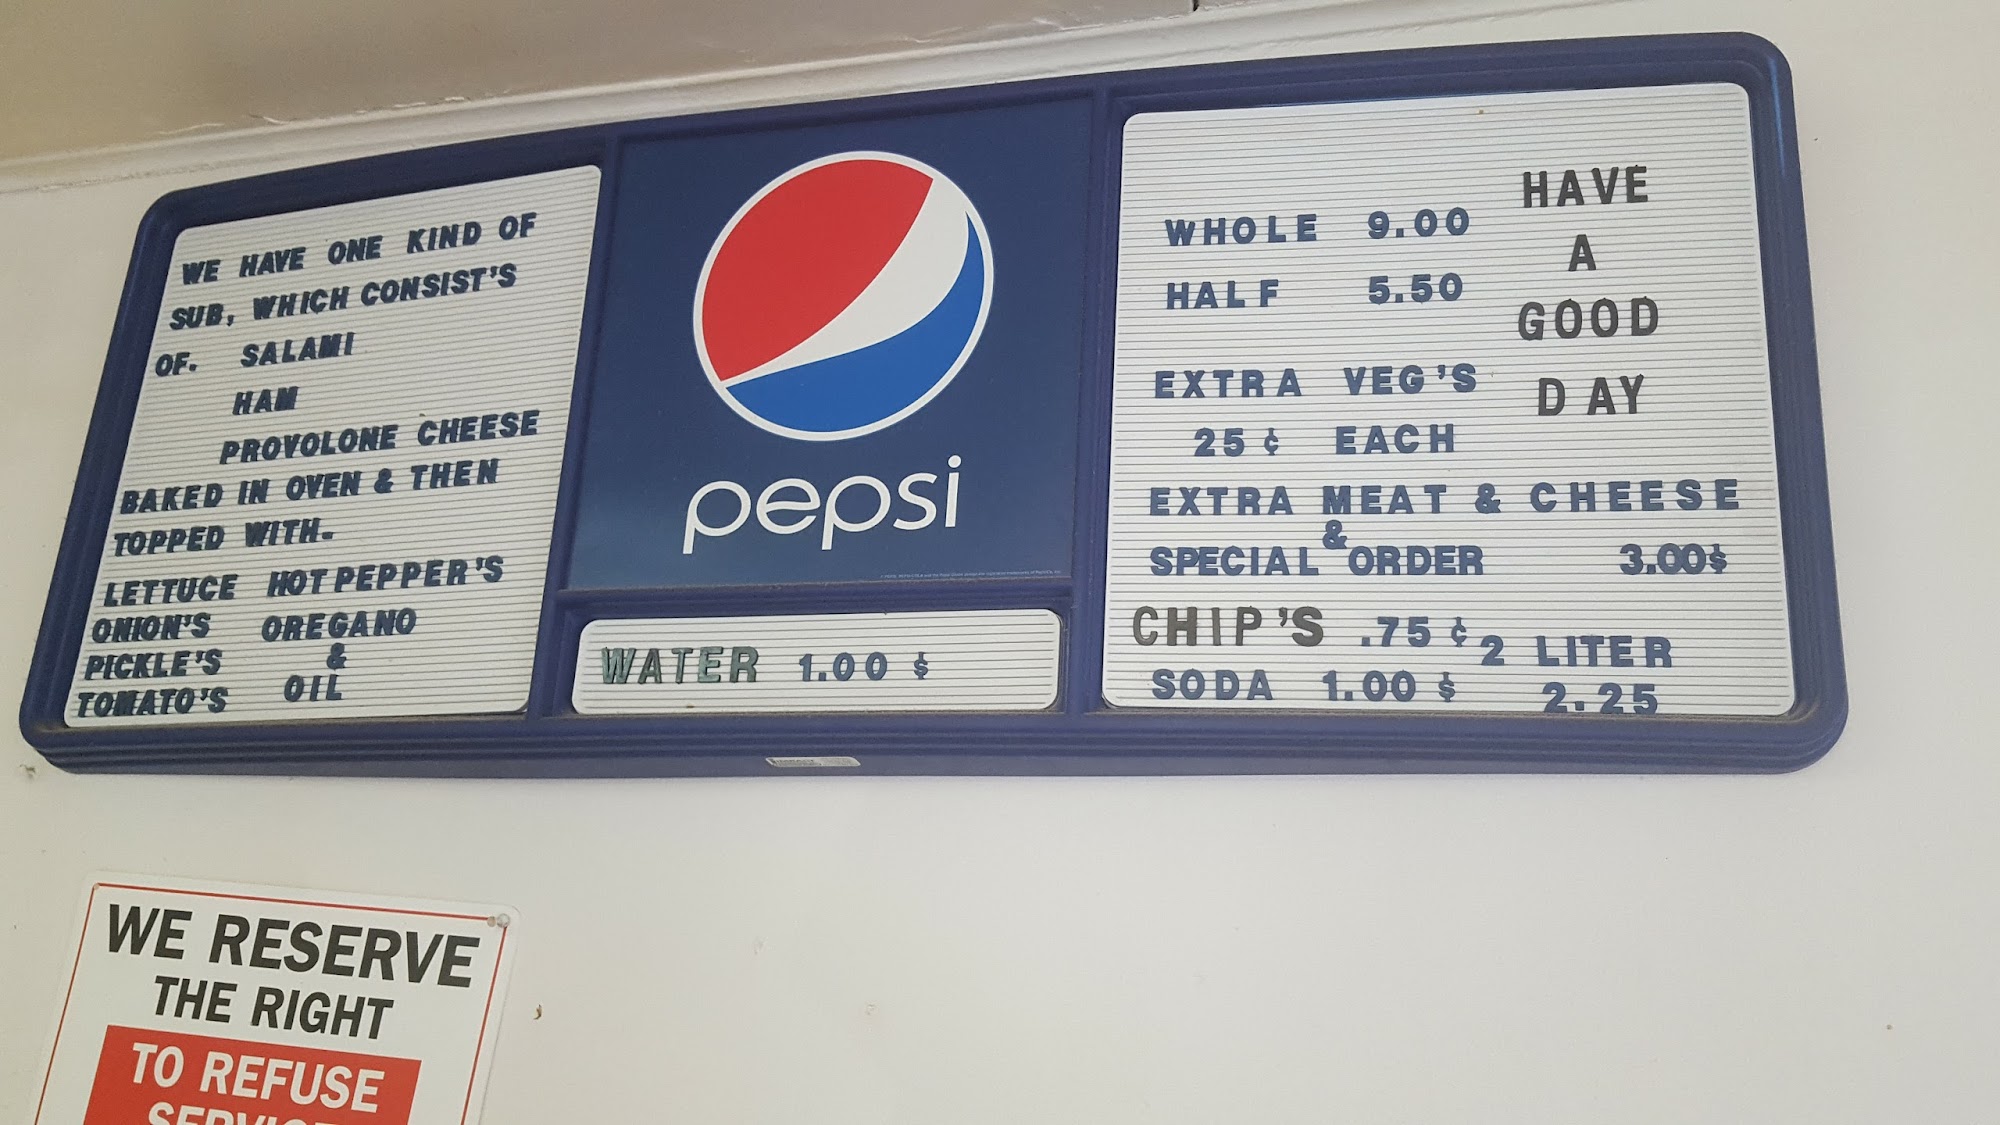 WE HAVE ONE KIND OF
SUB, WHICH CONSIST'S
OF. SALAMI
HAM
PROVOLONE CHEESE
BAKED IN OVEN & THEN
TOPPED WITH.
LETTUCE HOT PEPPER'S
ONION'S OREGANO
PICKLE'S &
TOMATO'S OIL
pepsi
WATER 1.00 $
WHOLE 9.00
HALF 5.50
HAVE
A
GOOD
DAY
EXTRA VEG'S
25¢ EACH
EXTRA MEAT & CHEESE
&
SPECIAL ORDER 3.00$
CHIP'S .75¢
SODA 1.00 $
2 LITER
2.25
WE RESERVE
THE RIGHT
TO REFUSE